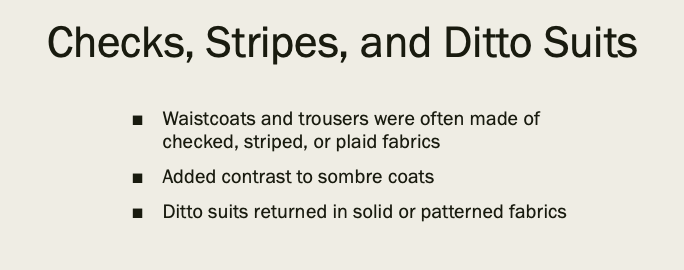 Checks, Stripes, and Ditto Suits
■ Waistcoats and trousers were often made of
checked, striped, or plaid fabrics
■ Added contrast to sombre coats
■ Ditto suits returned in solid or patterned fabrics